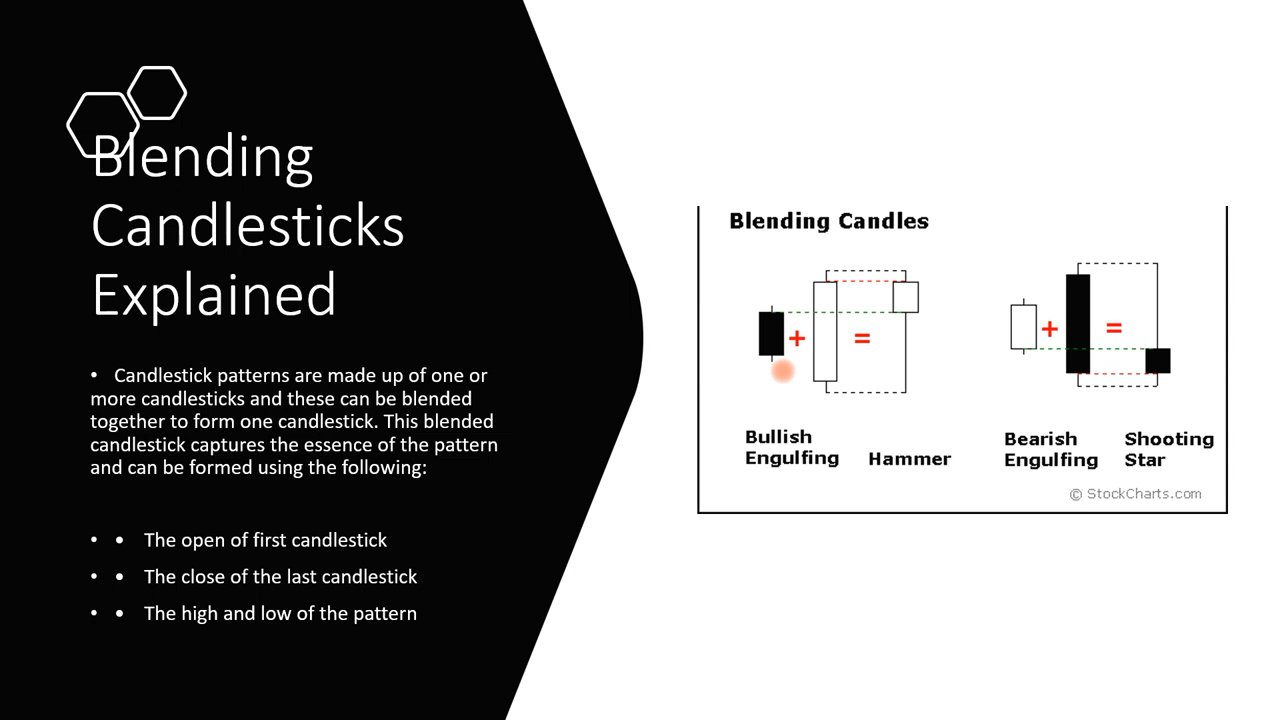 Blending
Candlesticks
Explained
• Candlestick patterns are made up of one or
more candlesticks and these can be blended
together to form one candlestick. This blended
candlestick captures the essence of the pattern
and can be formed using the following:
• • The open of first candlestick
• • The close of the last candlestick
• • The high and low of the pattern
Blending Candles
+ =
+ =
Bullish
Engulfing
Hammer
Bearish
Engulfing
Shooting
Star
© StockCharts.com